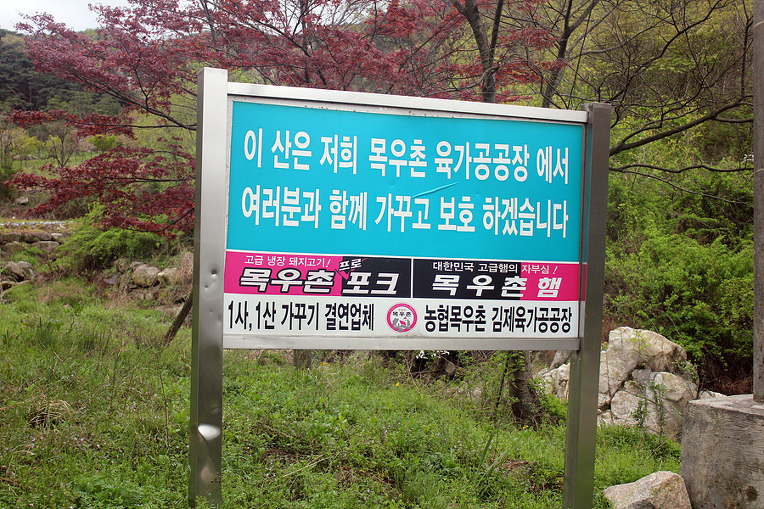 이 산은 저희 목우촌 육가공공장 에서
여러분과 함께 가꾸고 보호 하겠습니다
고급 냉장 돼지고기!
프로
목우촌 포크
대한민국 고급햄의 자부심!
목우촌 햄
1사, 1산 가꾸기 결연업체
목우촌
농협목우촌 김제육가공공장